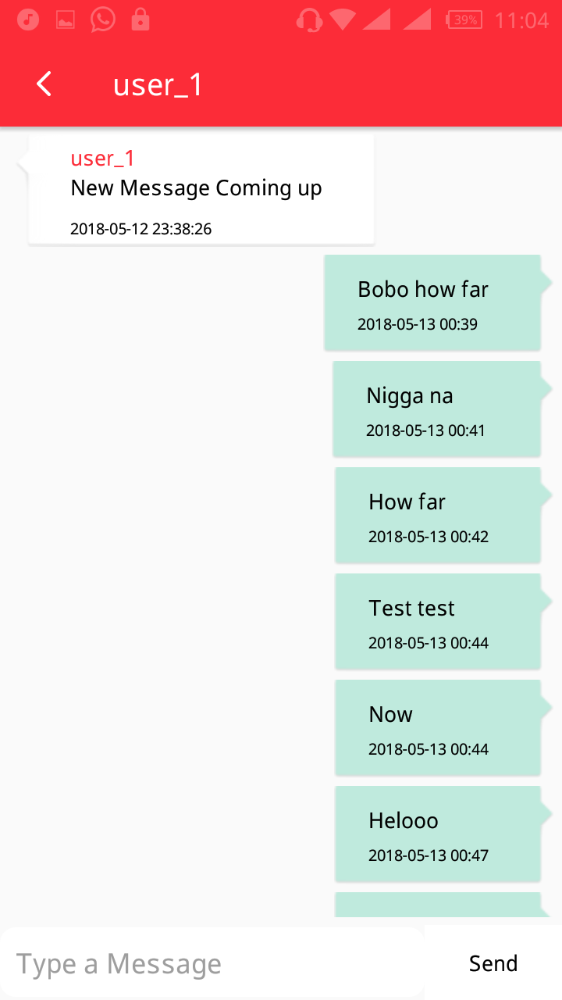 39% 11:04
user_1
user_1
New Message Coming up
2018-05-12 23:38:26
Bobo how far
2018-05-13 00:39
Nigga na
2018-05-13 00:41
How far
2018-05-13 00:42
Test test
2018-05-13 00:44
Now
2018-05-13 00:44
Helooo
2018-05-13 00:47
Type a Message
Send